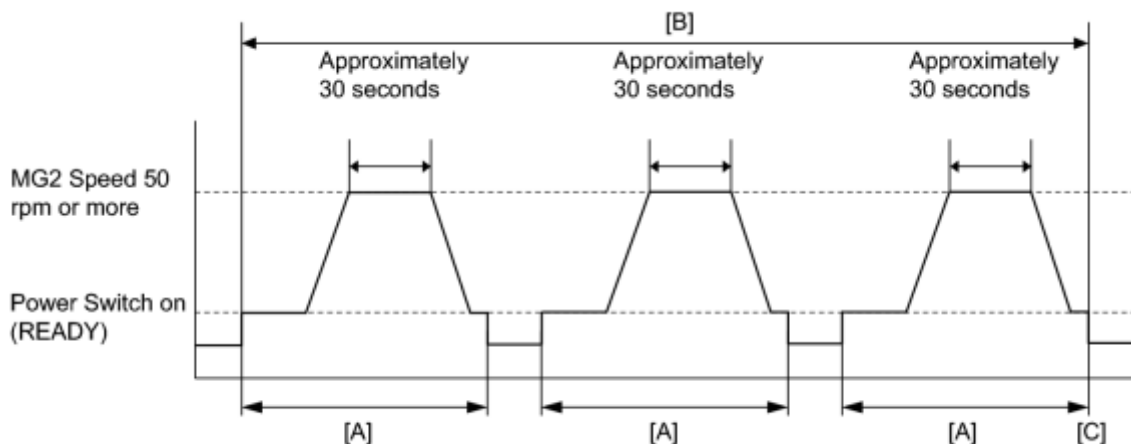 [B]
Approximately
30 seconds
Approximately
30 seconds
Approximately
30 seconds
MG2 Speed 50
rpm or more
Power Switch on
(READY)
[A]
[A]
[A]
[C]